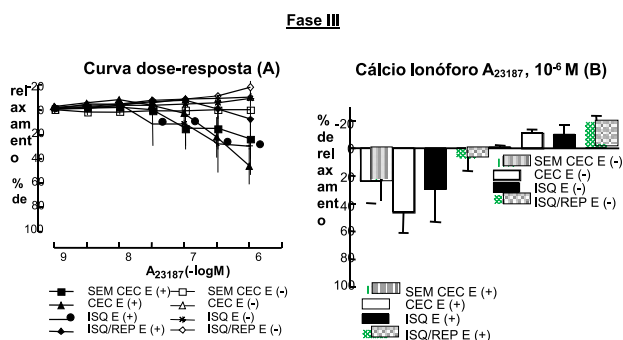 Fase III
Curva dose-resposta (A)
% de relaxamento
-20
0
20
40
60
80
100
9 8 7 6
A23187(-logM)
SEM CEC E (+)
CEC E (+)
ISQ E (+)
ISQ/REP E (+)
SEM CEC E (-)
CEC E (-)
ISQ E (-)
ISQ/REP E (-)
Cálcio Ionóforo A23187, 10-6 M (B)
% de relaxamento
-20
0
20
40
60
80
100
SEM CEC E (-)
CEC E (-)
ISQ E (-)
ISQ/REP E (-)
SEM CEC E (+)
CEC E (+)
ISQ E (+)
ISQ/REP E (+)